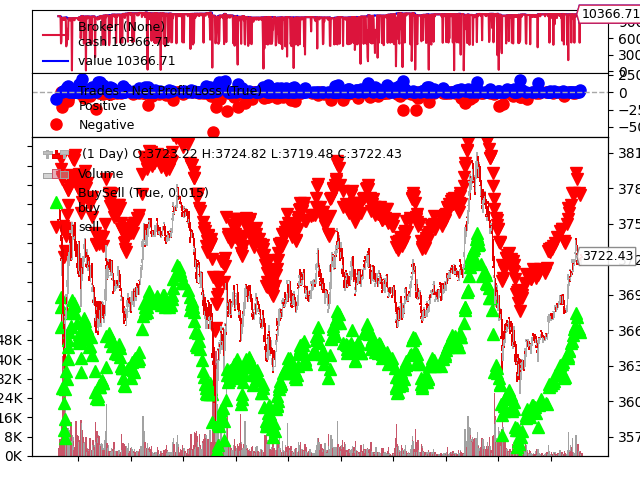 Broker (None)
cash 10366.71
value 10366.71
10366.71
600
300
0
Trades - Net Profit/Loss (True)
Positive
Negative
250
0
−25
−50
(1 Day) O:3723.22 H:3724.82 L:3719.48 C:3722.43
Volume
BuySell (True, 0.015)
buy
sell
381
378
375
3722.43
369
366
363
360
357
48K
40K
32K
24K
16K
8K
0K